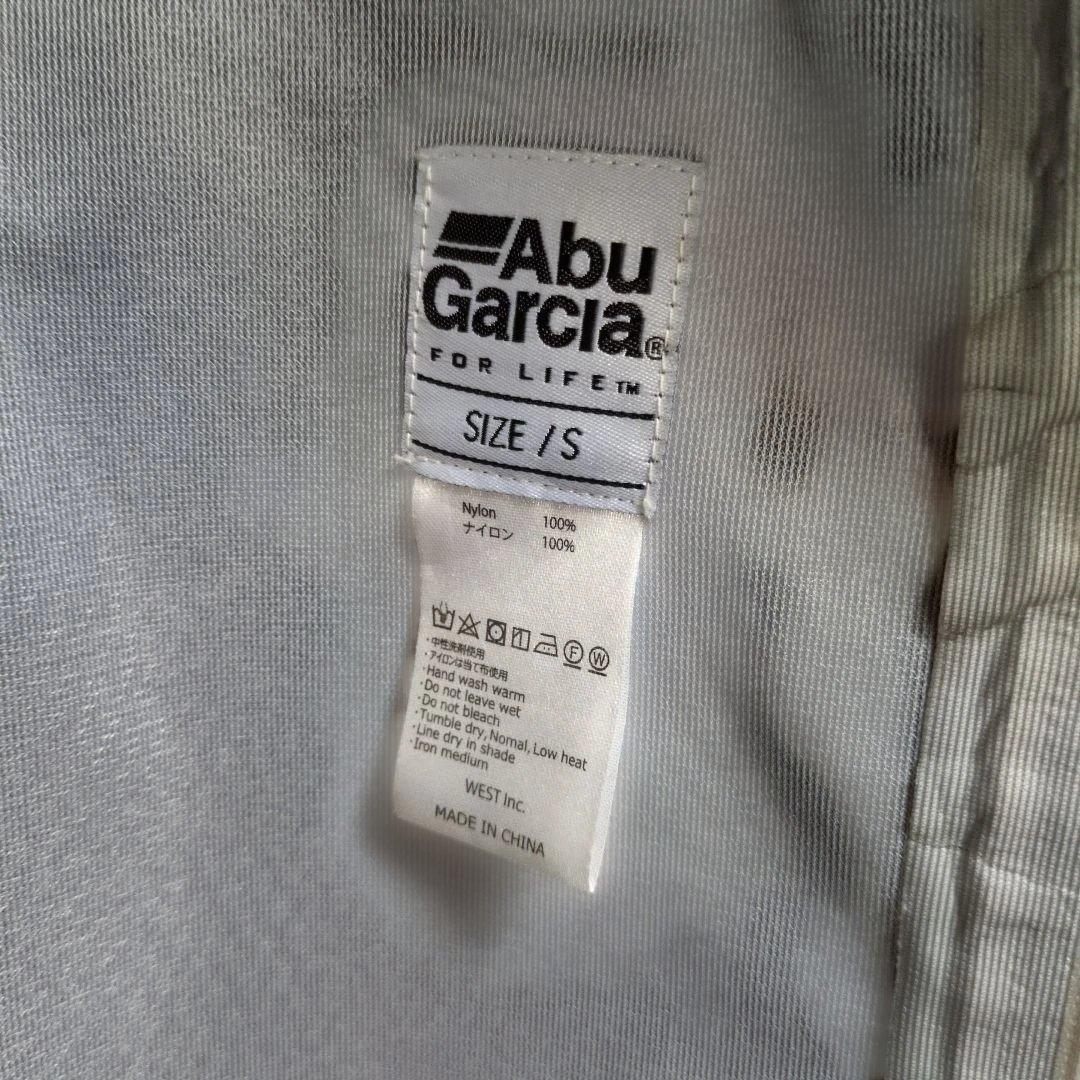 Abu
Garcia®
FOR LIFE™
SIZE / S
Nylon 100%
ナイロン 100%
F W
・中性洗剤使用
・アイロンは当て布使用
・Hand wash warm
・Do not leave wet
・Do not bleach
・Tumble dry, Nomal, Low heat
・Line dry in shade
・Iron medium
WEST Inc.
MADE IN CHINA